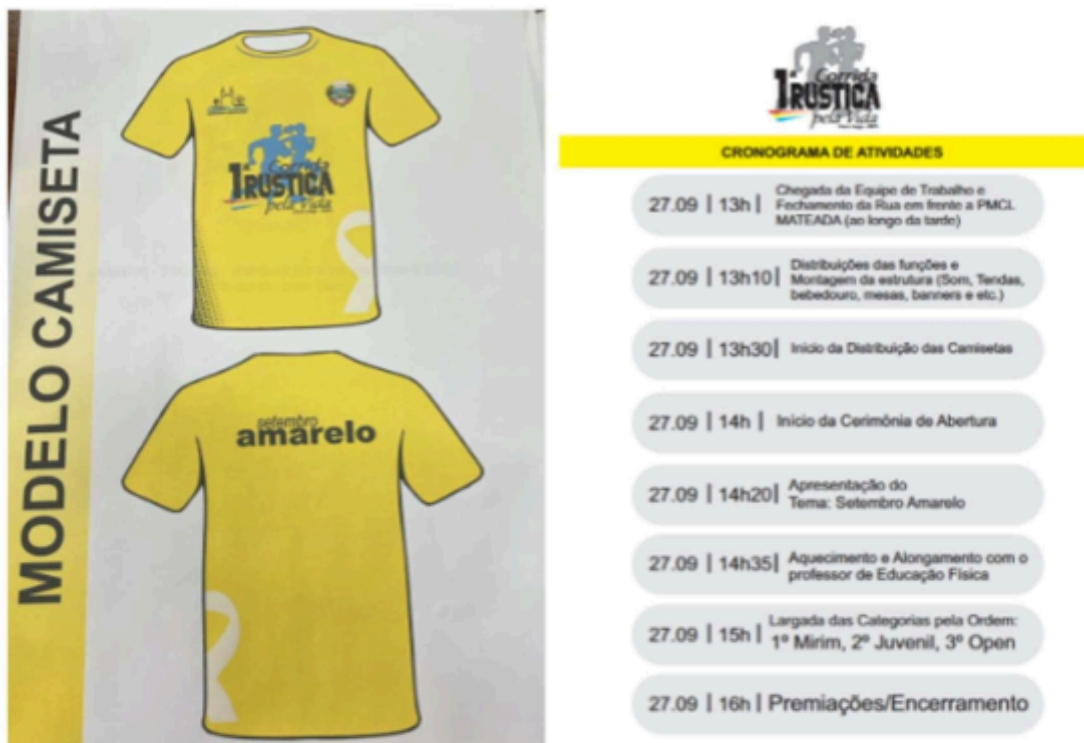 MODELO CAMISETA
1ª Corrida
RUSTICA
pela Vida
setembro
amarelo
1ª Corrida
RUSTICA
pela Vida
CRONOGRAMA DE ATIVIDADES
27.09 | 13h | Chegada da Equipe de Trabalho e
Fechamento da Rua em frente a PMCL
MATEADA (ao longo da tarde)
27.09 | 13h10 | Distribuições das funções e
Montagem da estrutura (Som, Tendas,
bebedouro, mesas, banners e etc.)
27.09 | 13h30 | Início da Distribuição das Camisetas
27.09 | 14h | Início da Cerimônia de Abertura
27.09 | 14h20 | Apresentação do
Tema: Setembro Amarelo
27.09 | 14h35 | Aquecimento e Alongamento com o
professor de Educação Física
27.09 | 15h | Largada das Categorias pela Ordem:
1º Mirim, 2º Juvenil, 3º Open
27.09 | 16h | Premiações/Encerramento